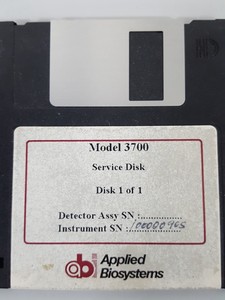 Model 3700
Service Disk
Disk 1 of 1
Detector Assy SN :................
Instrument SN :
ab Applied
Biosystems